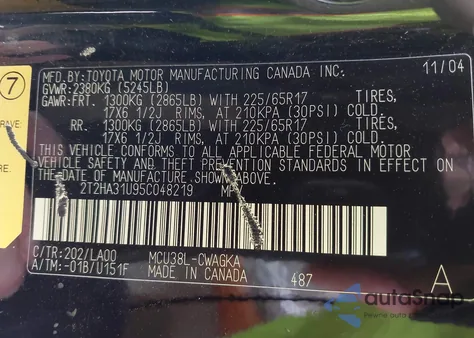 MFD.BY:TOYOTA MOTOR MANUFACTURING CANADA INC. 11/04
GVWR:2380KG (5245LB)
GAWR:FRT. 1300KG (2865LB) WITH 225/65R17 TIRES,
17X6 1/2J RIMS, AT 210KPA (30PSI) COLD.
RR. 1300KG (2865LB) WITH 225/65R17 TIRES,
17X6 1/2J RIMS, AT 210KPA (30PSI) COLD.
THIS VEHICLE CONFORMS TO ALL APPLICABLE FEDERAL MOTOR
VEHICLE SAFETY AND THEFT PREVENTION STANDARDS IN EFFECT ON
THE DATE OF MANUFACTURE SHOWN ABOVE.
2T2HA31U95C048219 MPV
C/TR:202/LA00 MCU38L-CWAGKA
A/TM:-01B/U151F MADE IN CANADA 487 A
7
RAVE:
autaShop